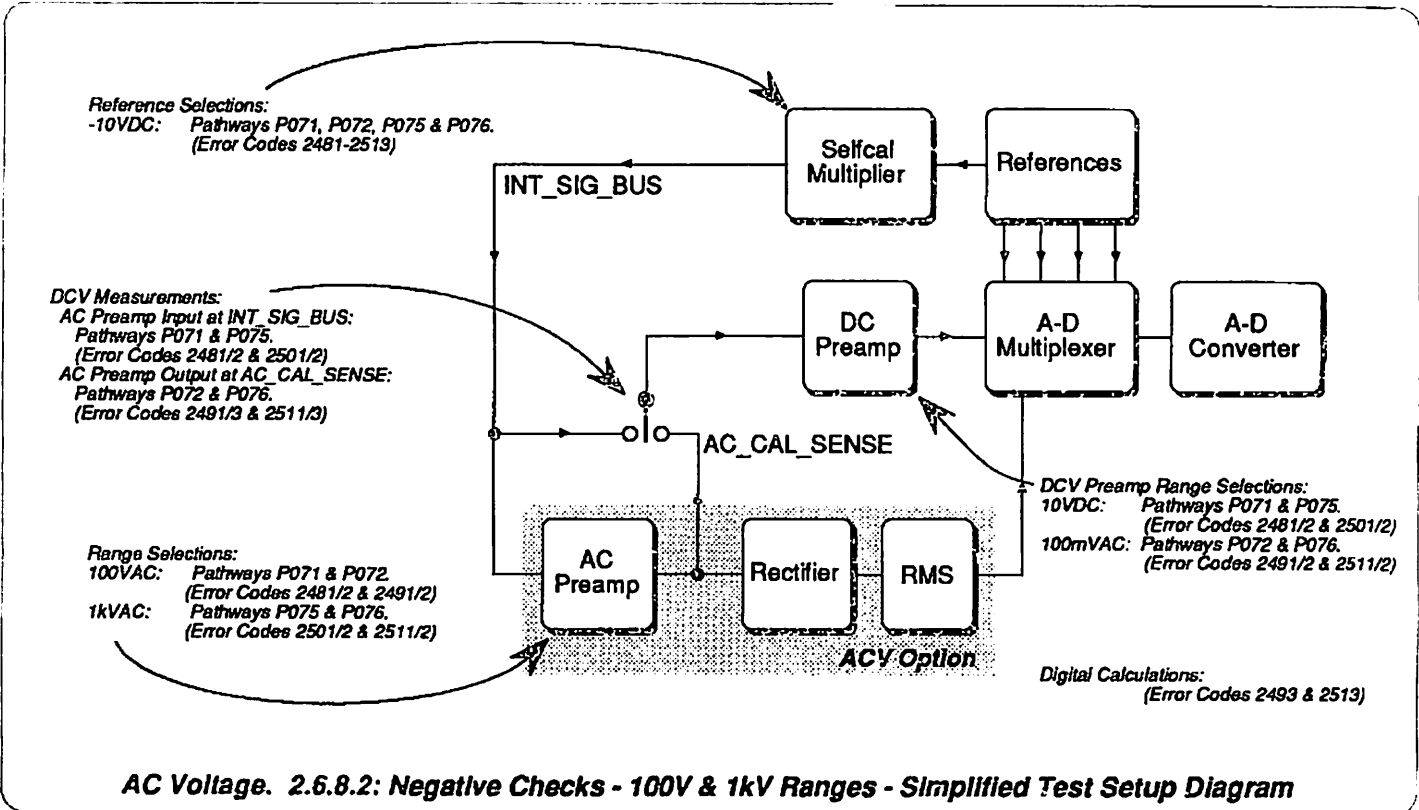 Reference Selections:
-10VDC: Pathways P071, P072, P075 & P076.
(Error Codes 2481-2513)
Selfcal
Multiplier
References
INT_SIG_BUS
DCV Measurements:
AC Preamp Input at INT_SIG_BUS:
Pathways P071 & P075.
(Error Codes 2481/2 & 2501/2)
AC Preamp Output at AC_CAL_SENSE:
Pathways P072 & P076.
(Error Codes 2491/3 & 2511/3)
DC
Preamp
A-D
Multiplexer
A-D
Converter
AC_CAL_SENSE
DCV Preamp Range Selections:
10VDC: Pathways P071 & P075.
(Error Codes 2481/2 & 2501/2)
100mVAC: Pathways P072 & P076.
(Error Codes 2491/2 & 2511/2)
Range Selections:
100VAC: Pathways P071 & P072.
(Error Codes 2481/2 & 2491/2)
1kVAC: Pathways P075 & P076.
(Error Codes 2501/2 & 2511/2)
AC
Preamp
Rectifier
RMS
ACV Option
Digital Calculations:
(Error Codes 2493 & 2513)
AC Voltage. 2.6.8.2: Negative Checks - 100V & 1kV Ranges - Simplified Test Setup Diagram